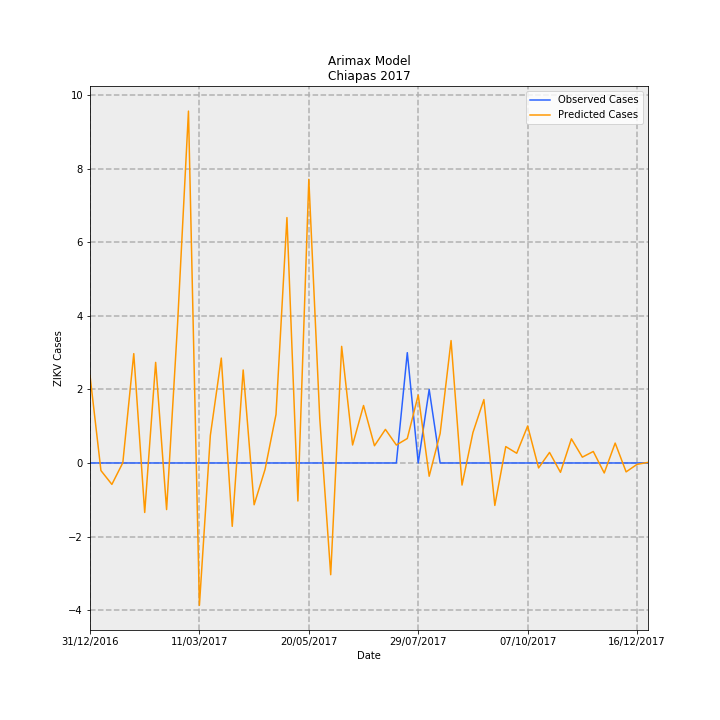 Arimax Model
Chiapas 2017
Observed Cases
Predicted Cases
10
8
6
4
2
0
−2
−4
ZIKV Cases
31/12/2016
11/03/2017
20/05/2017
29/07/2017
07/10/2017
16/12/2017
Date